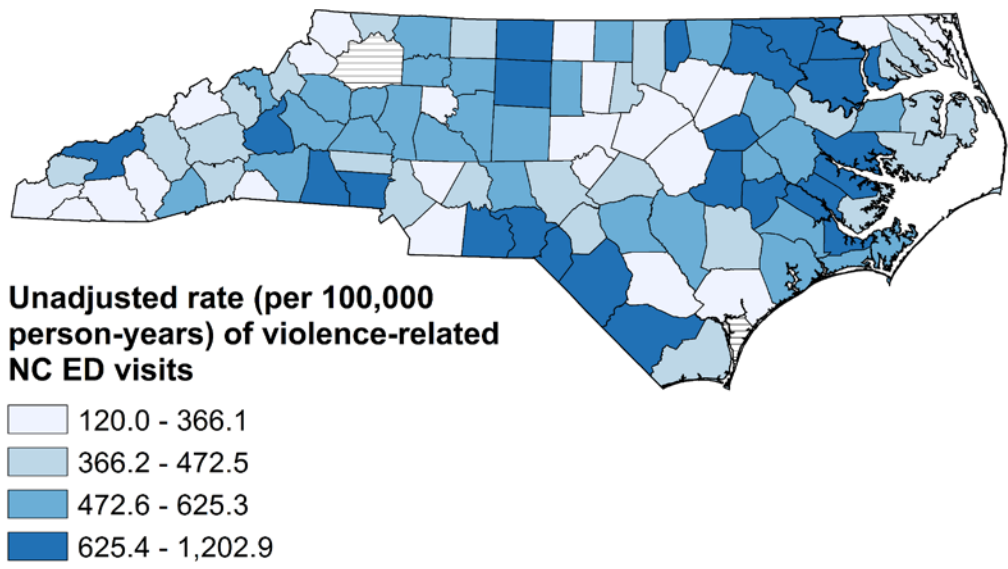 Unadjusted rate (per 100,000
person-years) of violence-related
NC ED visits
120.0 - 366.1
366.2 - 472.5
472.6 - 625.3
625.4 - 1,202.9